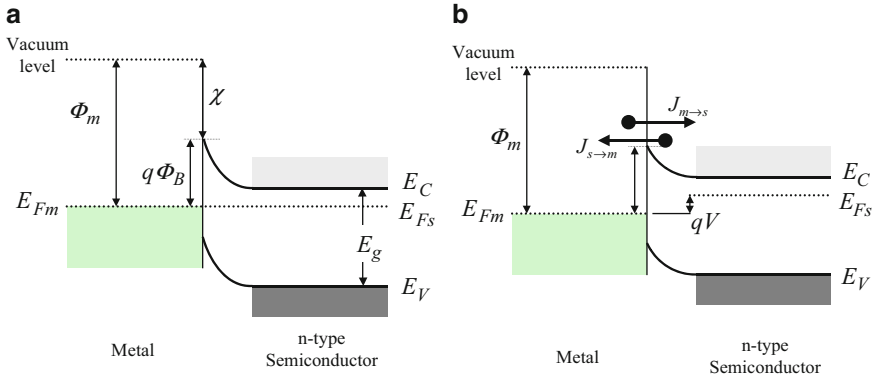 a
Vacuum
level
Φm
χ
qΦB
EFm
EC
EFs
Eg
EV
Metal
n-type
Semiconductor
b
Vacuum
level
Φm
Jm→s
Js→m
EFm
EC
EFs
qV
EV
Metal
n-type
Semiconductor